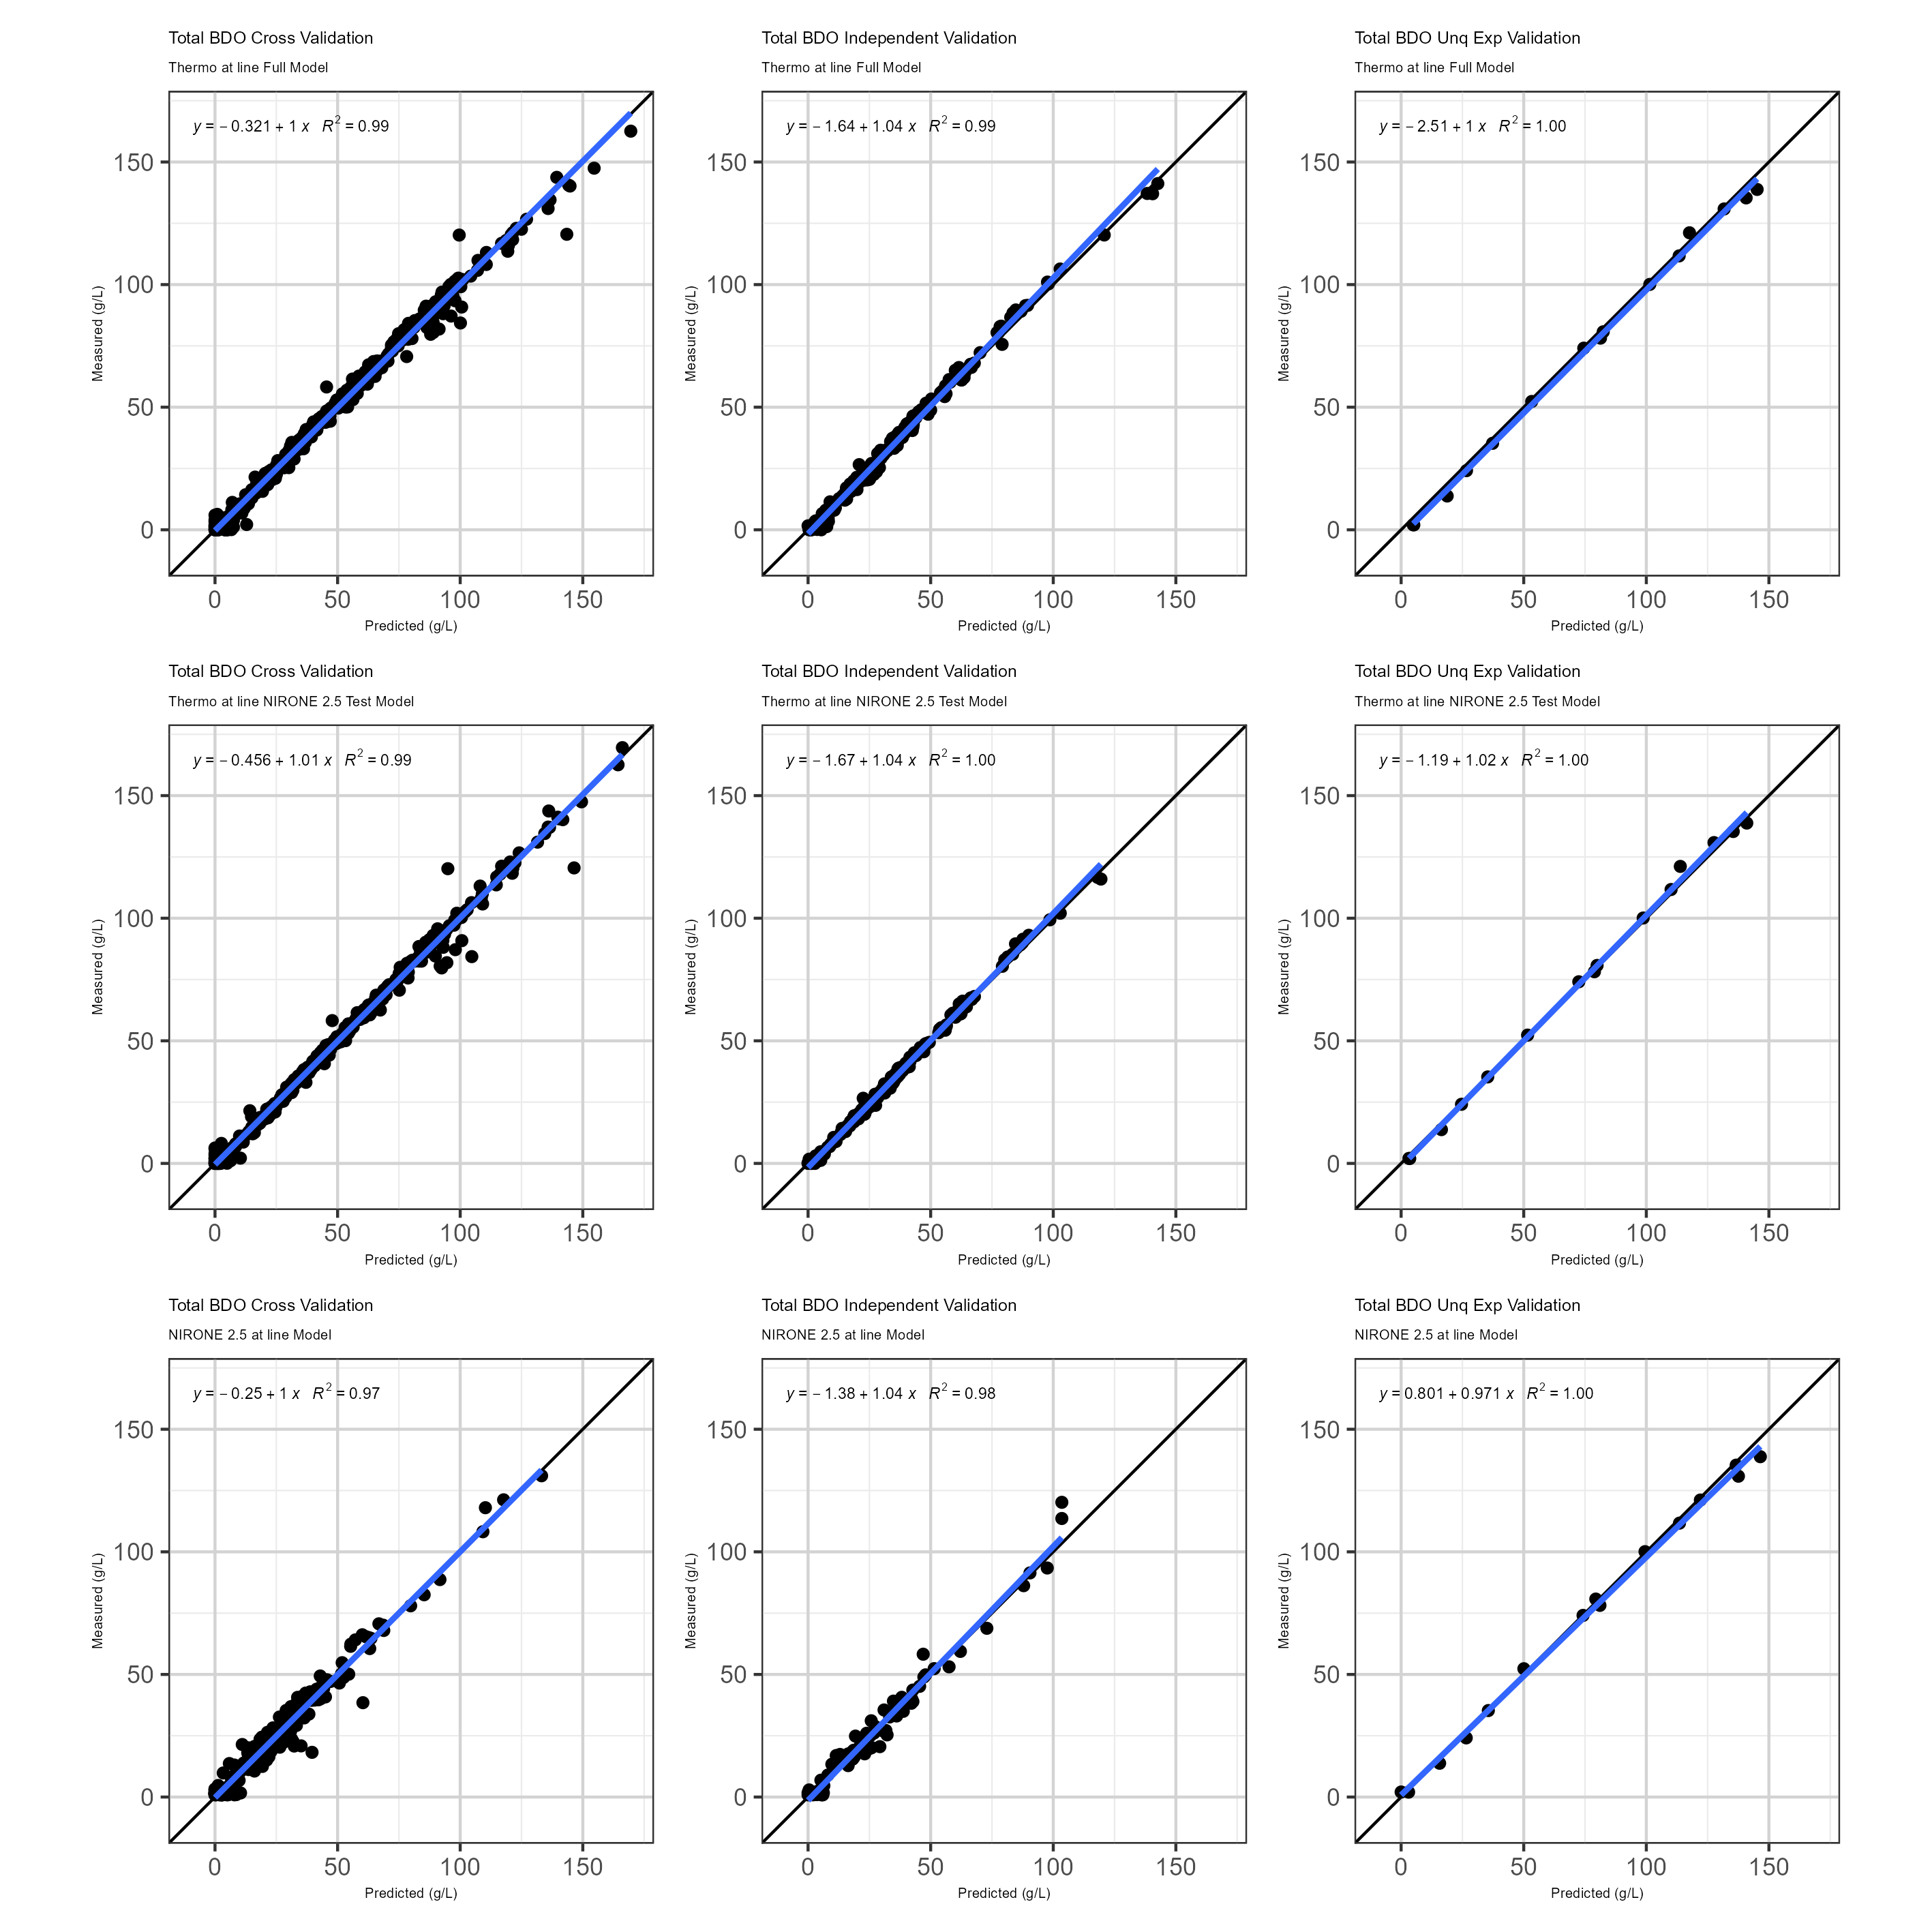 Total BDO Cross Validation
Thermo at line Full Model
y = − 0.321 + 1 x R² = 0.99
150
100
50
0
Measured (g/L)
0 50 100 150
Predicted (g/L)
Total BDO Independent Validation
Thermo at line Full Model
y = − 1.64 + 1.04 x R² = 0.99
150
100
50
0
Measured (g/L)
0 50 100 150
Predicted (g/L)
Total BDO Unq Exp Validation
Thermo at line Full Model
y = − 2.51 + 1 x R² = 1.00
150
100
50
0
Measured (g/L)
0 50 100 150
Predicted (g/L)
Total BDO Cross Validation
Thermo at line NIRONE 2.5 Test Model
y = − 0.456 + 1.01 x R² = 0.99
150
100
50
0
Measured (g/L)
0 50 100 150
Predicted (g/L)
Total BDO Independent Validation
Thermo at line NIRONE 2.5 Test Model
y = − 1.67 + 1.04 x R² = 1.00
150
100
50
0
Measured (g/L)
0 50 100 150
Predicted (g/L)
Total BDO Unq Exp Validation
Thermo at line NIRONE 2.5 Test Model
y = − 1.19 + 1.02 x R² = 1.00
150
100
50
0
Measured (g/L)
0 50 100 150
Predicted (g/L)
Total BDO Cross Validation
NIRONE 2.5 at line Model
y = − 0.25 + 1 x R² = 0.97
150
100
50
0
Measured (g/L)
0 50 100 150
Predicted (g/L)
Total BDO Independent Validation
NIRONE 2.5 at line Model
y = − 1.38 + 1.04 x R² = 0.98
150
100
50
0
Measured (g/L)
0 50 100 150
Predicted (g/L)
Total BDO Unq Exp Validation
NIRONE 2.5 at line Model
y = 0.801 + 0.971 x R² = 1.00
150
100
50
0
Measured (g/L)
0 50 100 150
Predicted (g/L)